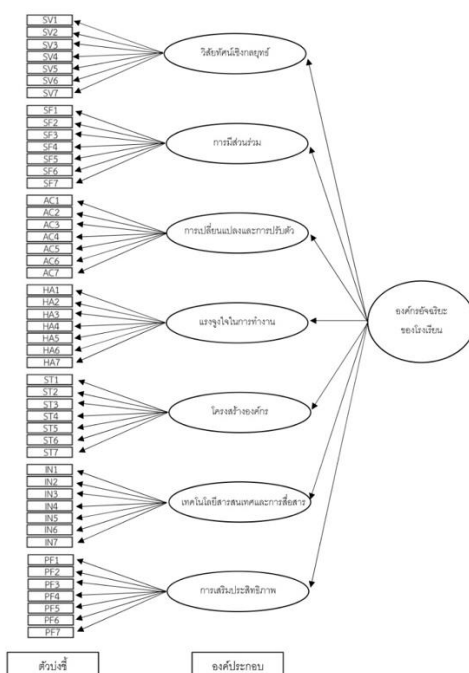 SV1
SV2
SV3
SV4
SV5
SV6
SV7
วิสัยทัศน์เชิงกลยุทธ์
SF1
SF2
SF3
SF4
SF5
SF6
SF7
การมีส่วนร่วม
AC1
AC2
AC3
AC4
AC5
AC6
AC7
การเปลี่ยนแปลงและการปรับตัว
HA1
HA2
HA3
HA4
HA5
HA6
HA7
แรงจูงใจในการทำงาน
องค์กรอัจฉริยะ
ของโรงเรียน
ST1
ST2
ST3
ST4
ST5
ST6
ST7
โครงสร้างองค์กร
IN1
IN2
IN3
IN4
IN5
IN6
IN7
เทคโนโลยีสารสนเทศและการสื่อสาร
PF1
PF2
PF3
PF4
PF5
PF6
PF7
การเสริมประสิทธิภาพ
ตัวบ่งชี้
องค์ประกอบ